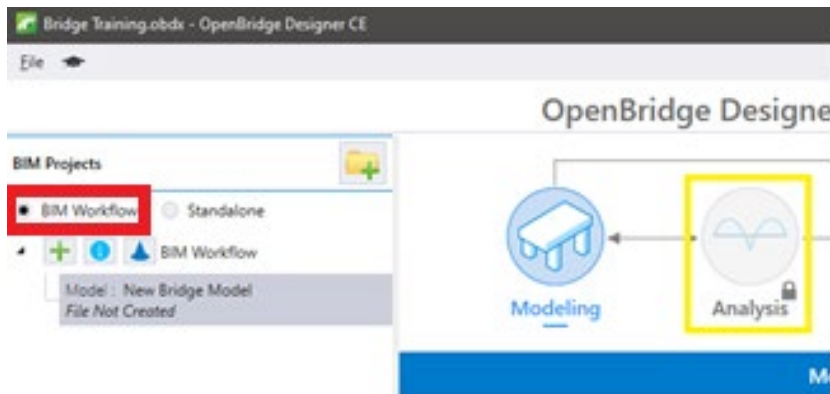 Bridge Training.obdx - OpenBridge Designer CE
File
OpenBridge Designe
BIM Projects
BIM Workflow Standalone
BIM Workflow
Model : New Bridge Model
File Not Created
Modeling
Analysis